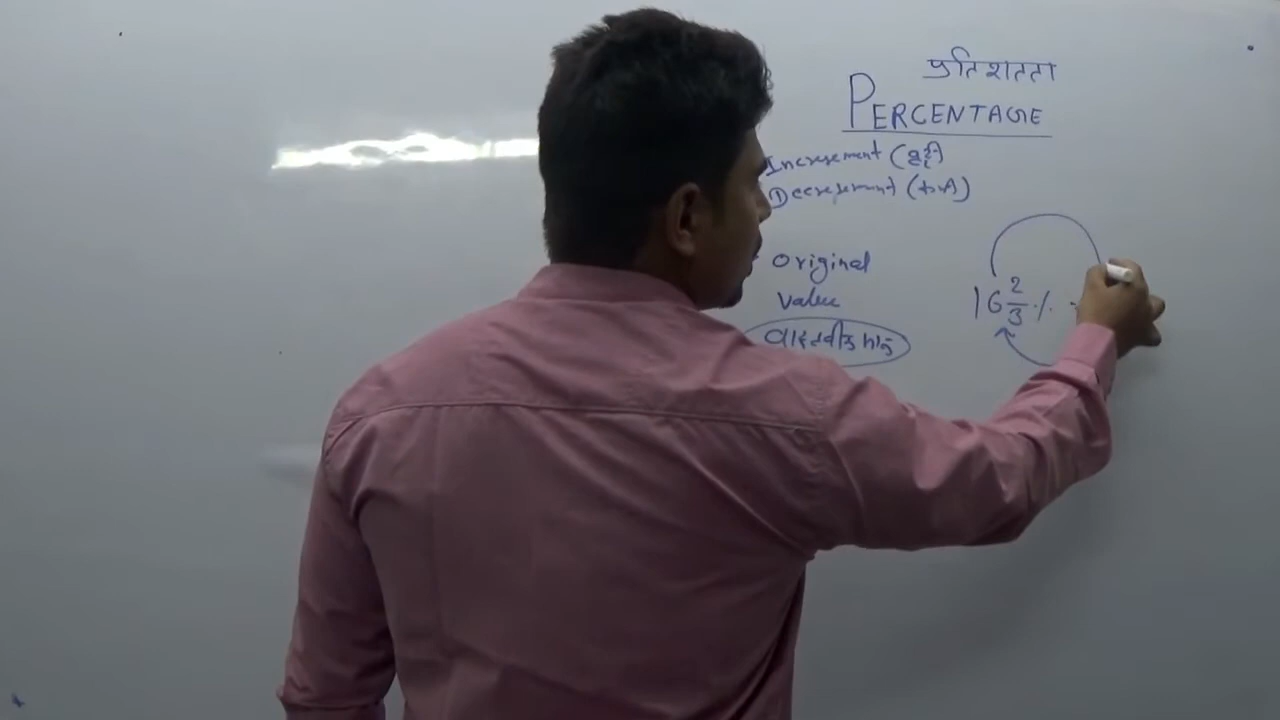 प्रतिशतता
PERCENTAGE
Increment (वृद्धि)
Decrement (कमी)
Original
Value
वास्तविक मान
16 2/3 %